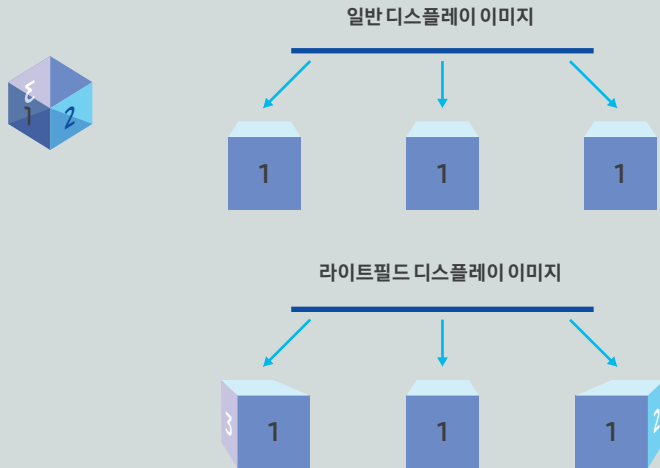 일반 디스플레이 이미지
3
1 2
1 1 1
라이트필드 디스플레이 이미지
3 1 1 1 2